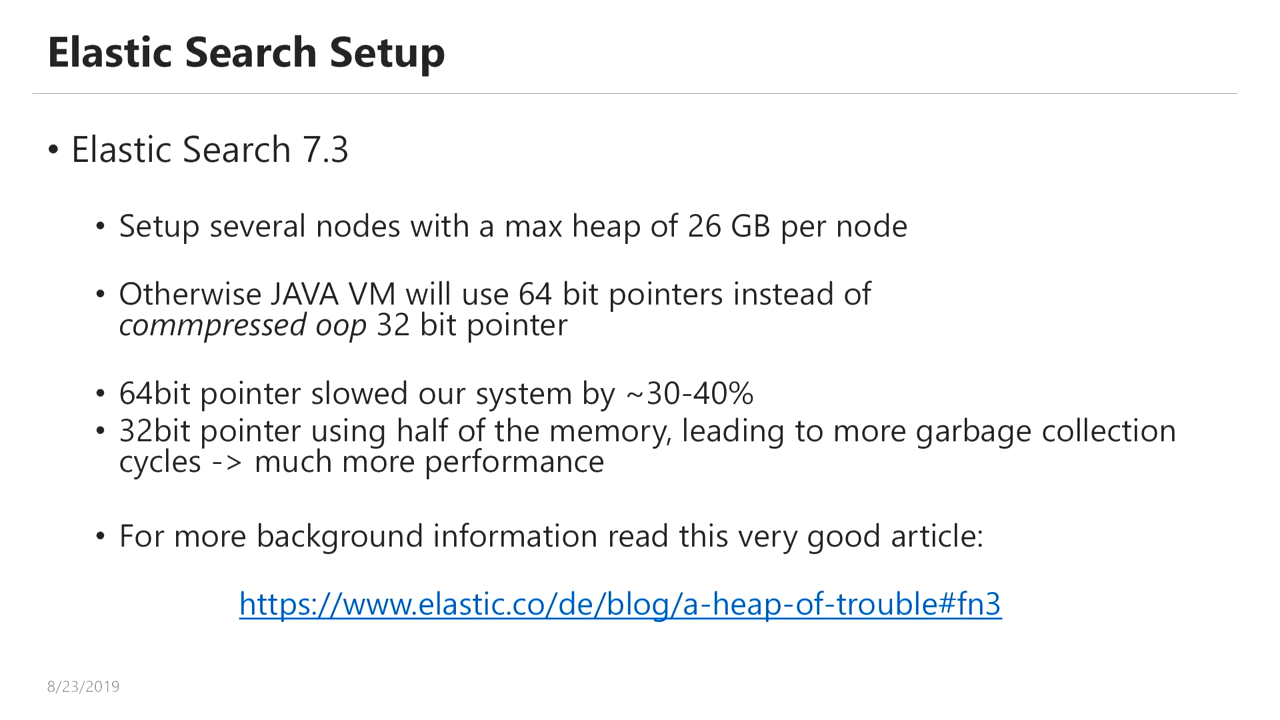 Elastic Search Setup
• Elastic Search 7.3
• Setup several nodes with a max heap of 26 GB per node
• Otherwise JAVA VM will use 64 bit pointers instead of
commpressed oop 32 bit pointer
• 64bit pointer slowed our system by ~30-40%
• 32bit pointer using half of the memory, leading to more garbage collection
cycles -> much more performance
• For more background information read this very good article:
https://www.elastic.co/de/blog/a-heap-of-trouble#fn3
8/23/2019